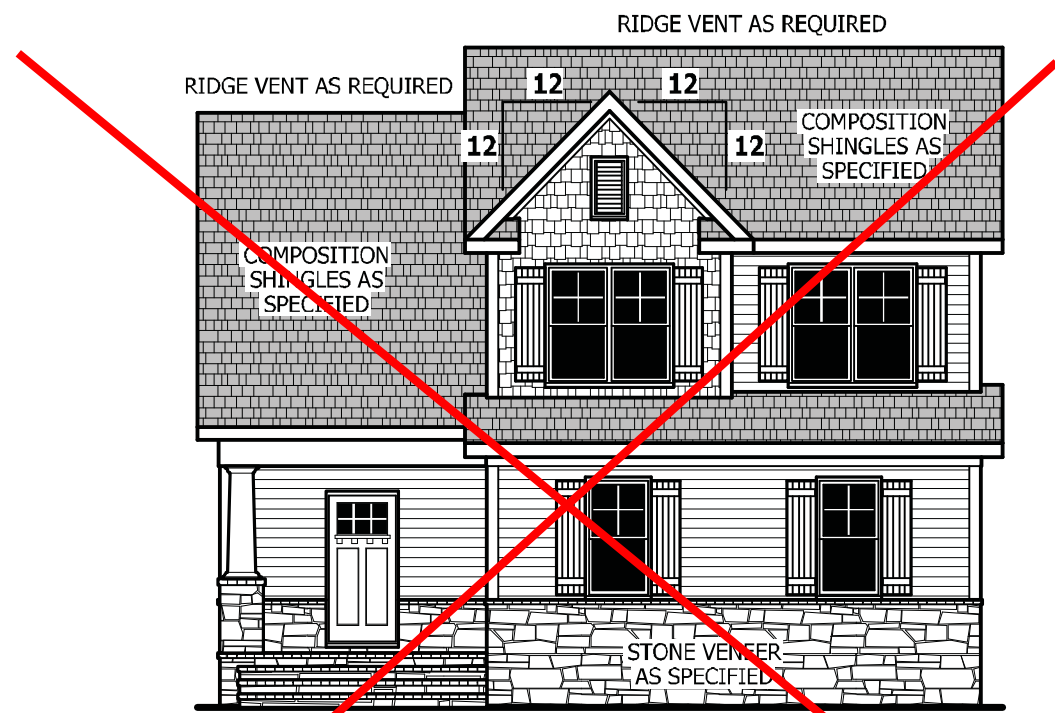 RIDGE VENT AS REQUIRED
RIDGE VENT AS REQUIRED
12
12
12
12
COMPOSITION
SHINGLES AS
SPECIFIED
COMPOSITION
SHINGLES AS
SPECIFIED
STONE VENEER
AS SPECIFIED